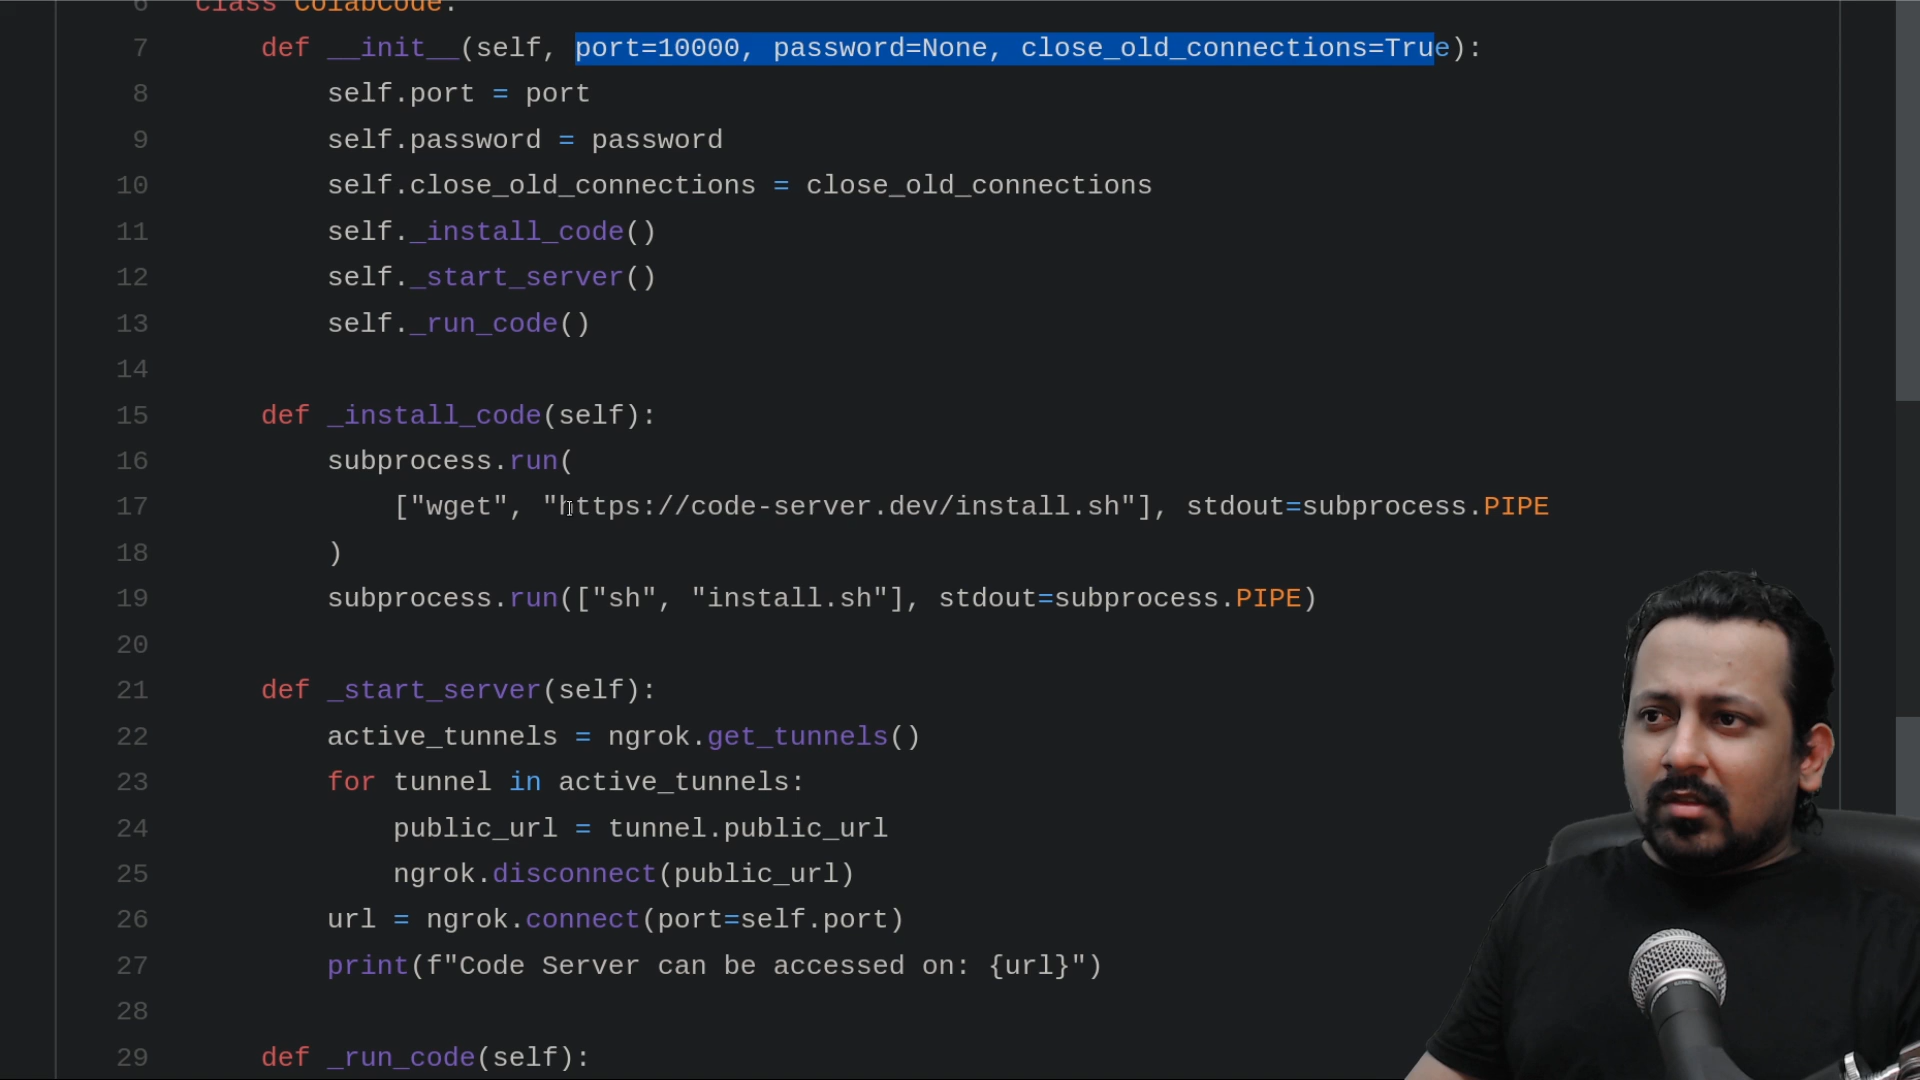 6 class ColabCode:
7 def __init__(self, port=10000, password=None, close_old_connections=True):
8 self.port = port
9 self.password = password
10 self.close_old_connections = close_old_connections
11 self._install_code()
12 self._start_server()
13 self._run_code()
14
15 def _install_code(self):
16 subprocess.run(
17 ["wget", "https://code-server.dev/install.sh"], stdout=subprocess.PIPE
18 )
19 subprocess.run(["sh", "install.sh"], stdout=subprocess.PIPE)
20
21 def _start_server(self):
22 active_tunnels = ngrok.get_tunnels()
23 for tunnel in active_tunnels:
24 public_url = tunnel.public_url
25 ngrok.disconnect(public_url)
26 url = ngrok.connect(port=self.port)
27 print(f"Code Server can be accessed on: {url}")
28
29 def _run_code(self):